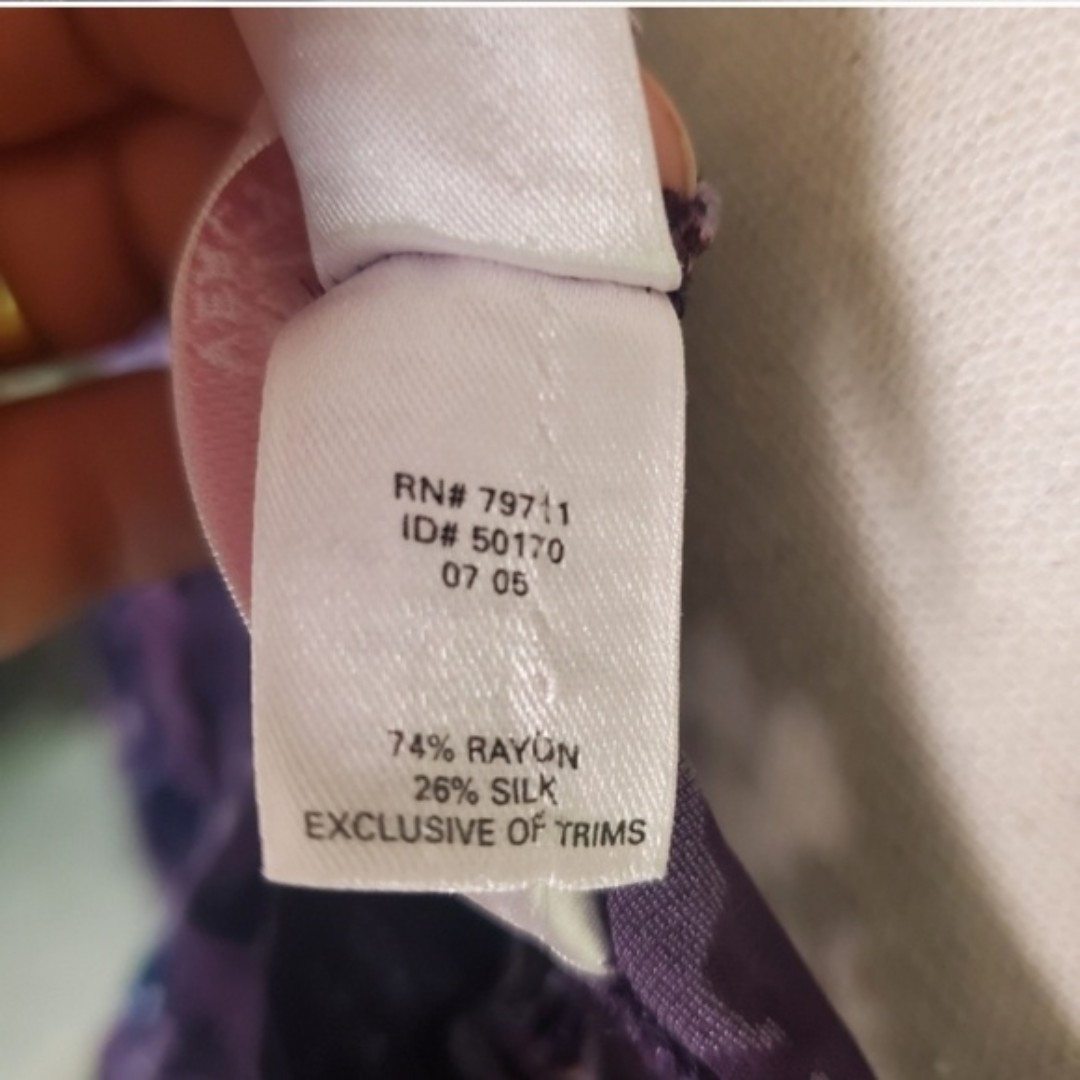 RN# 79711
ID# 50170
07 05
74% RAYON
26% SILK
EXCLUSIVE OF TRIMS